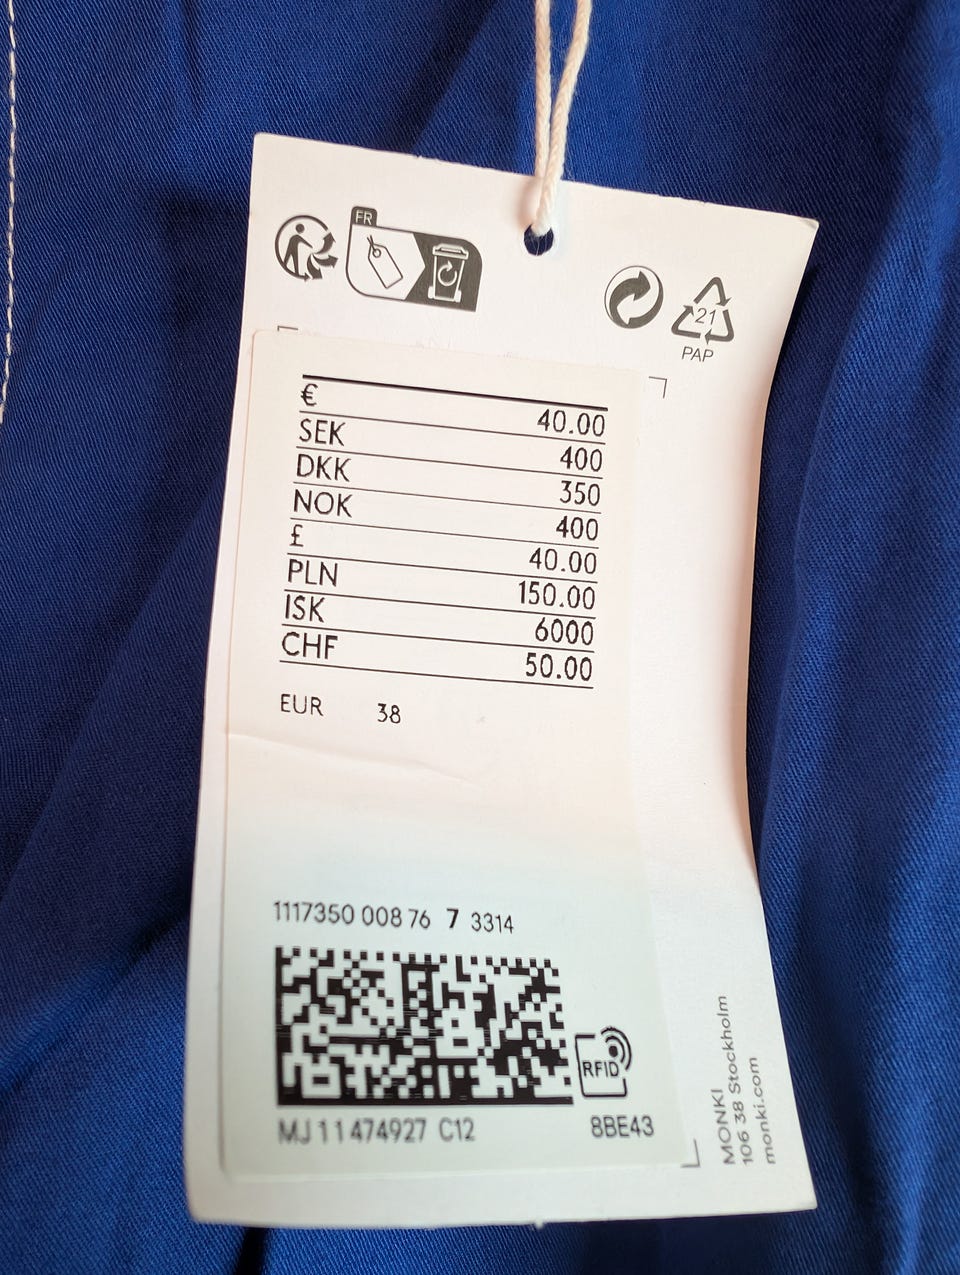 FR
21
PAP
€ 40.00
SEK 400
DKK 350
NOK 400
£ 40.00
PLN 150.00
ISK 6000
CHF 50.00
EUR 38
1117350 008 76 7 3314
RFID
MJ 11474927 C12 8BE43
MONKI
106 38 Stockholm
monki.com